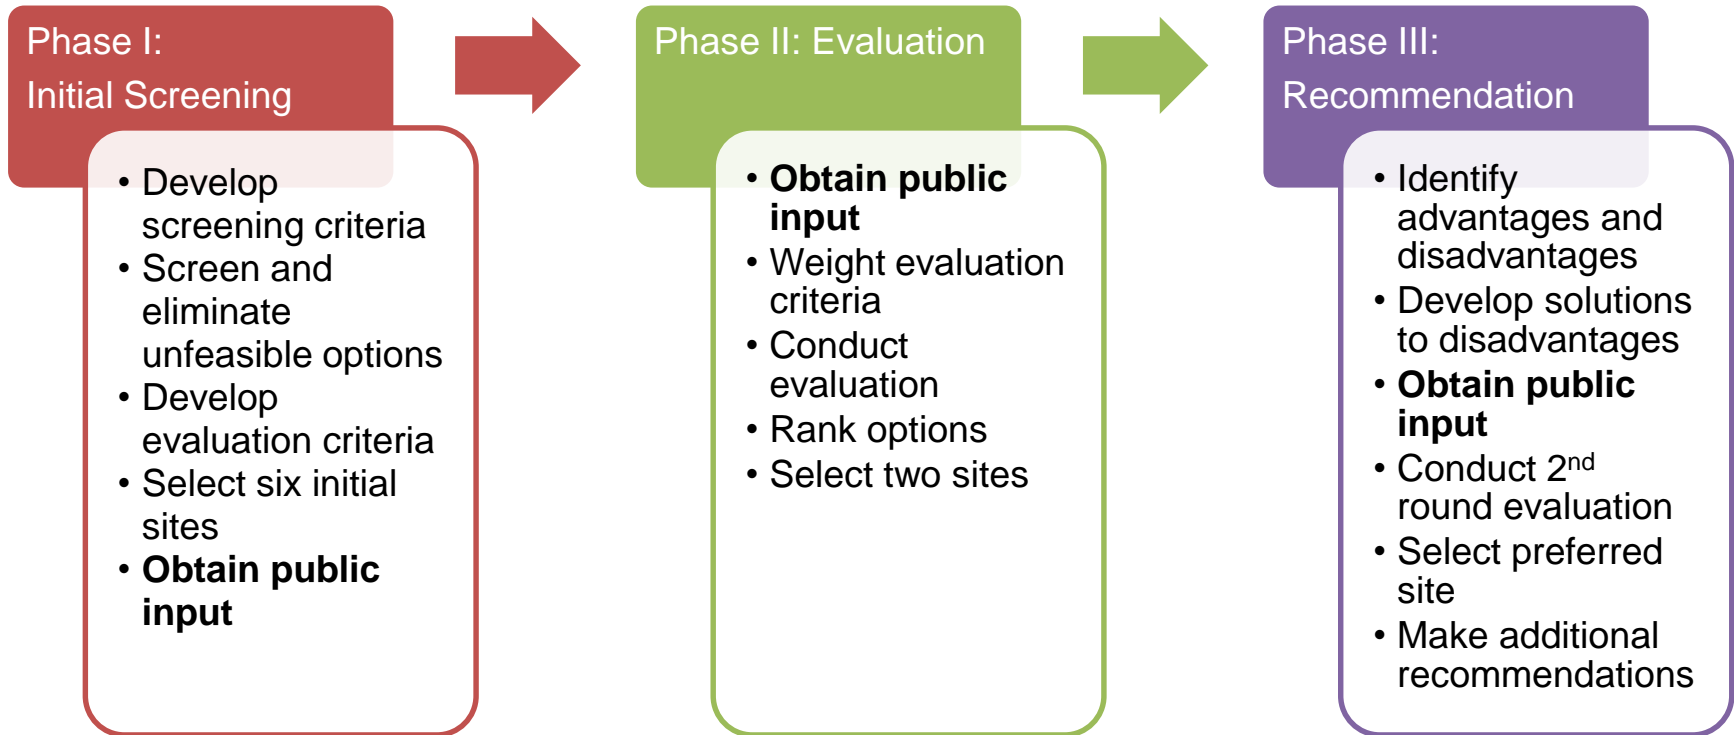 Phase I:
Initial Screening
• Develop
screening criteria
• Screen and
eliminate
unfeasible options
• Develop
evaluation criteria
• Select six initial
sites
• Obtain public
input
Phase II: Evaluation
• Obtain public
input
• Weight evaluation
criteria
• Conduct
evaluation
• Rank options
• Select two sites
Phase III:
Recommendation
• Identify
advantages and
disadvantages
• Develop solutions
to disadvantages
• Obtain public
input
• Conduct 2nd
round evaluation
• Select preferred
site
• Make additional
recommendations